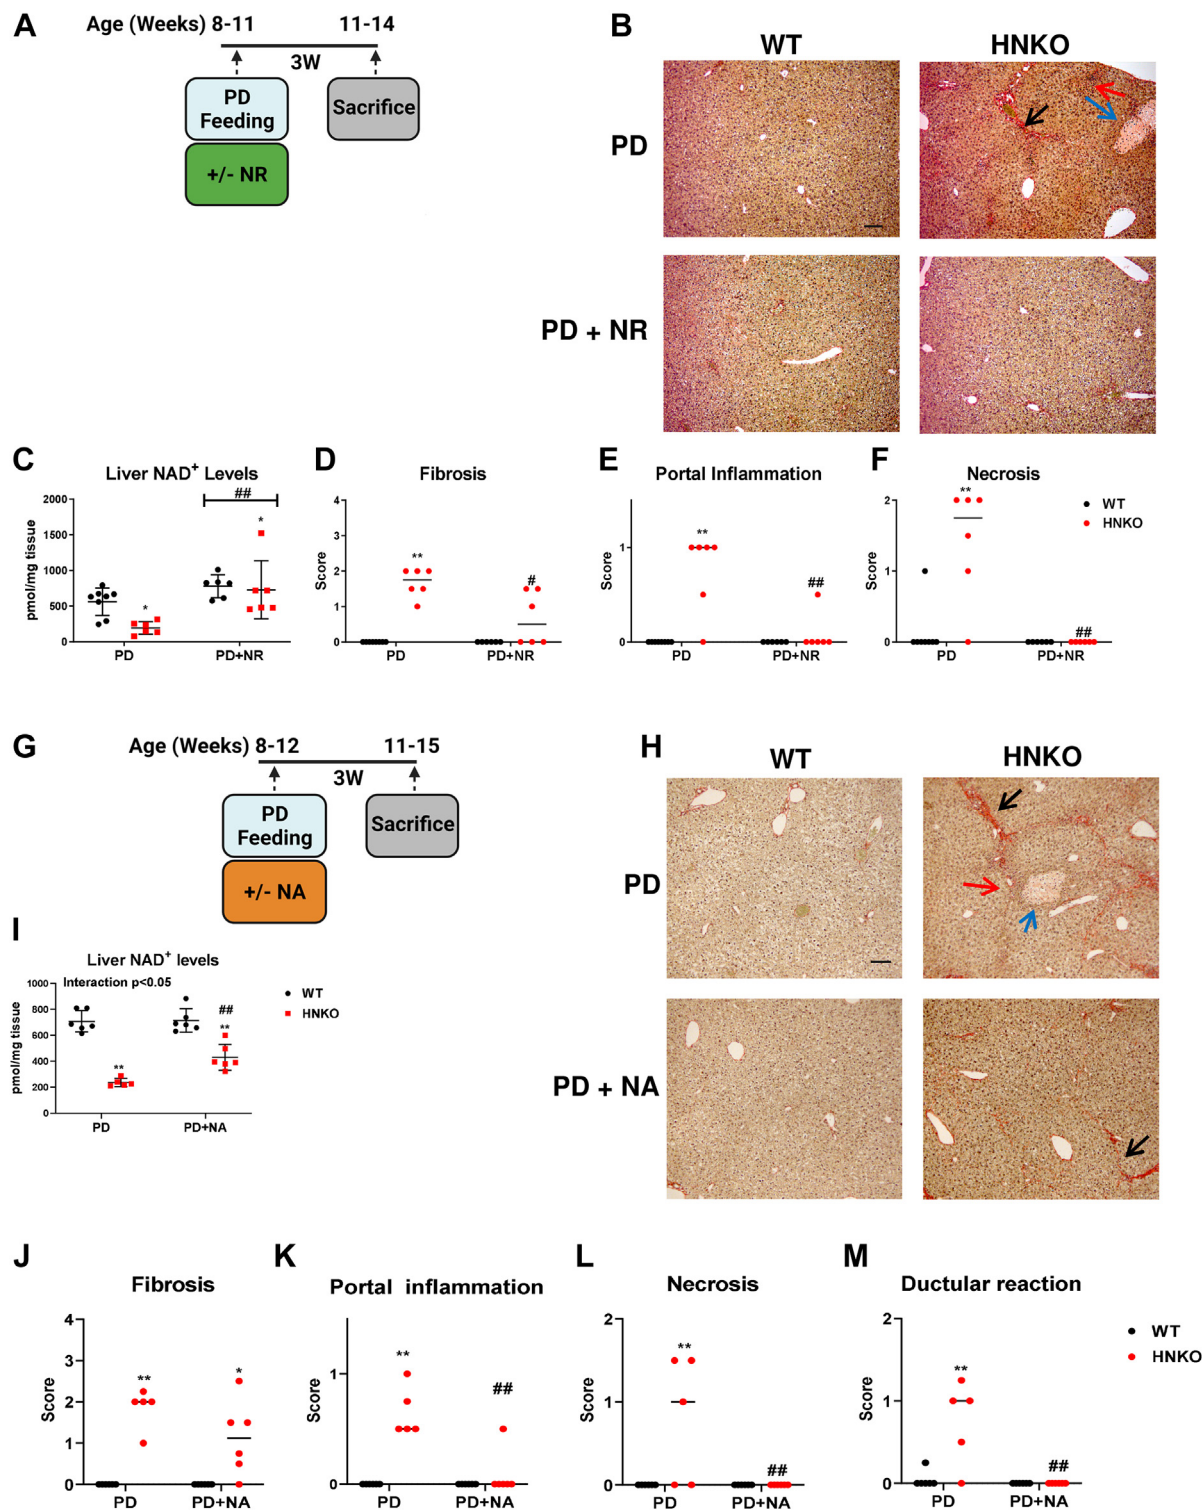 A
Age (Weeks) 8-11 11-14
3W
PD
Feeding
Sacrifice
+/- NR
B
WT HNKO
PD
PD + NR
C
Liver NAD+ Levels
##
2000
1500
1000
500
0
pmol/mg tissue
*
*
PD PD+NR
D
Fibrosis
4
3
2
1
0
Score
**
#
PD PD+NR
E
Portal Inflammation
1
0
Score
**
##
PD PD+NR
F
Necrosis
2
1
0
Score
**
##
PD PD+NR
WT
HNKO
G
Age (Weeks) 8-12 11-15
3W
PD
Feeding
Sacrifice
+/- NA
H
WT HNKO
PD
PD + NA
I
Liver NAD+ levels
Interaction p<0.05
1000
800
600
400
200
0
pmol/mg tissue
**
##
**
PD PD+NA
WT
HNKO
J
Fibrosis
4
3
2
1
0
Score
**
*
PD PD+NA
K
Portal inflammation
1
0
Score
**
##
PD PD+NA
L
Necrosis
2
1
0
Score
**
##
PD PD+NA
M
Ductular reaction
2
1
0
Score
**
##
PD PD+NA
WT
HNKO